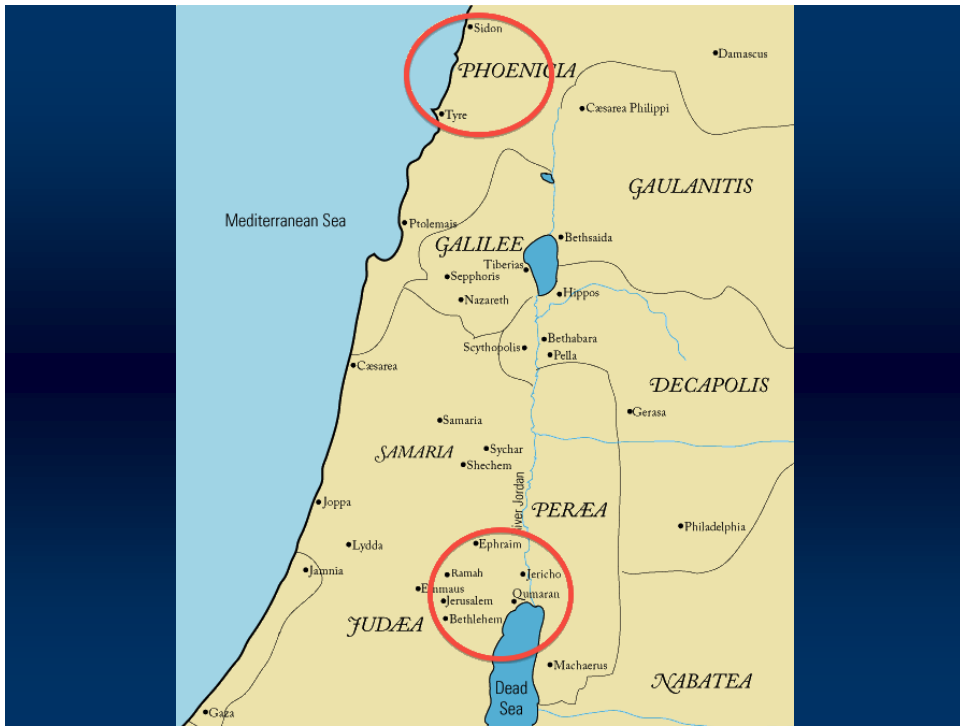 Sidon
Damascus
PHOENICIA
Cæsarea Philippi
Tyre
GAULANITIS
Mediterranean Sea
Ptolemais
Bethsaida
GALILEE
Tiberias
Sepphoris
Hippos
Nazareth
Bethabara
Scythopolis
Pella
Cæsarea
DECAPOLIS
Gerasa
Samaria
Sychar
SAMARIA
Shechem
Joppa
iver Jordan
PERÆA
Philadelphia
Ephraim
Lydda
Jamnia
Ramah
Jericho
Emmaus
Qumaran
Jerusalem
Bethlehem
JUDÆA
Machaerus
NABATEA
Dead
Sea
Gaza